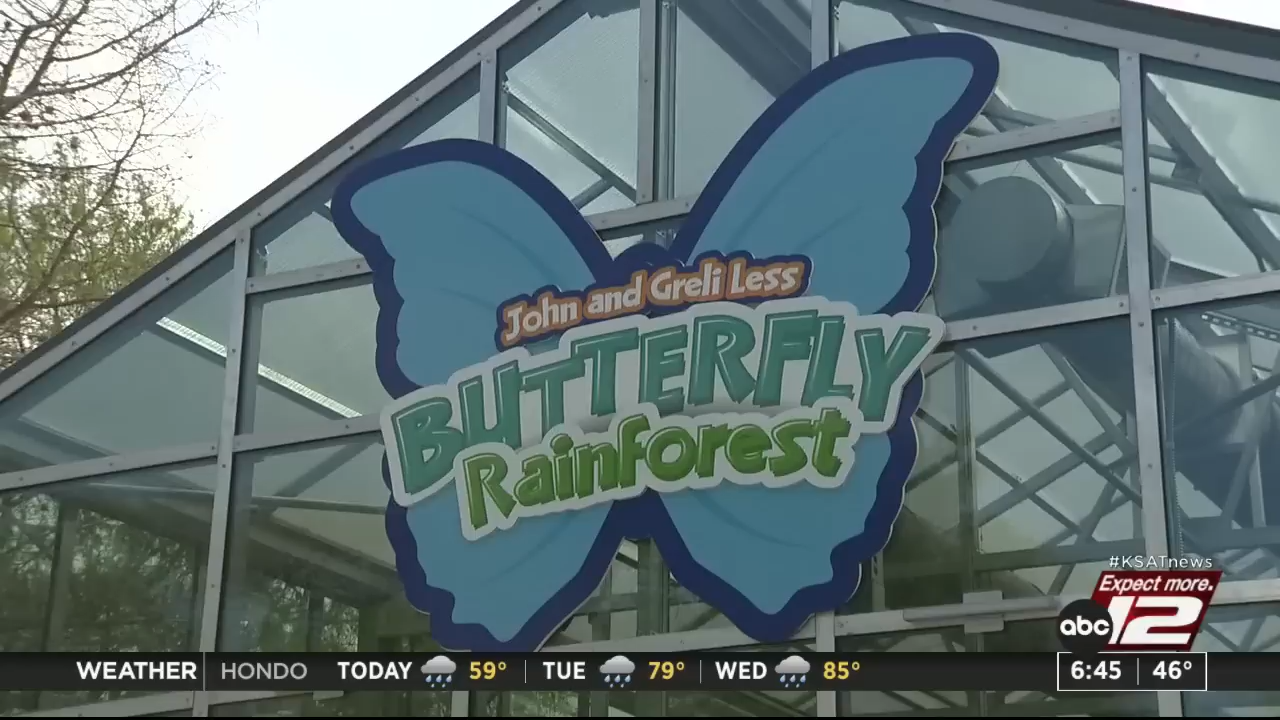 John and Greli Less
BUTTERFLY
Rainforest
#KSATnews
Expect more.
abc 12
WEATHER HONDO TODAY 59° TUE 79° WED 85° 6:45 46°